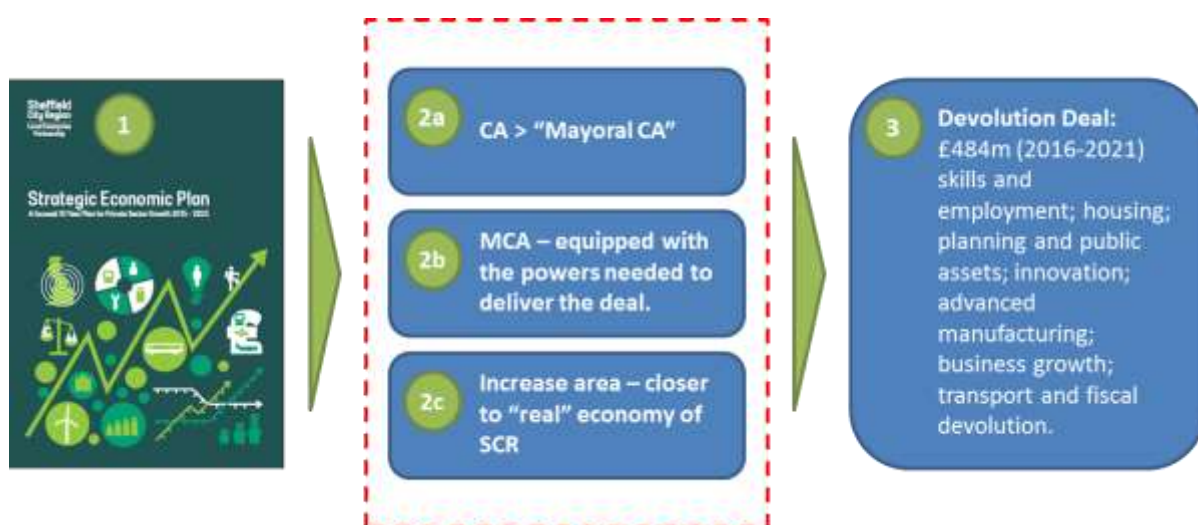 Sheffield
City Region
Local Enterprise
Partnership
1
Strategic Economic Plan
2a
CA > “Mayoral CA”
2b
MCA – equipped with
the powers needed to
deliver the deal.
2c
Increase area – closer
to “real” economy of
SCR
3
Devolution Deal:
£484m (2016-2021)
skills and
employment; housing;
planning and public
assets; innovation;
advanced
manufacturing;
business growth;
transport and fiscal
devolution.